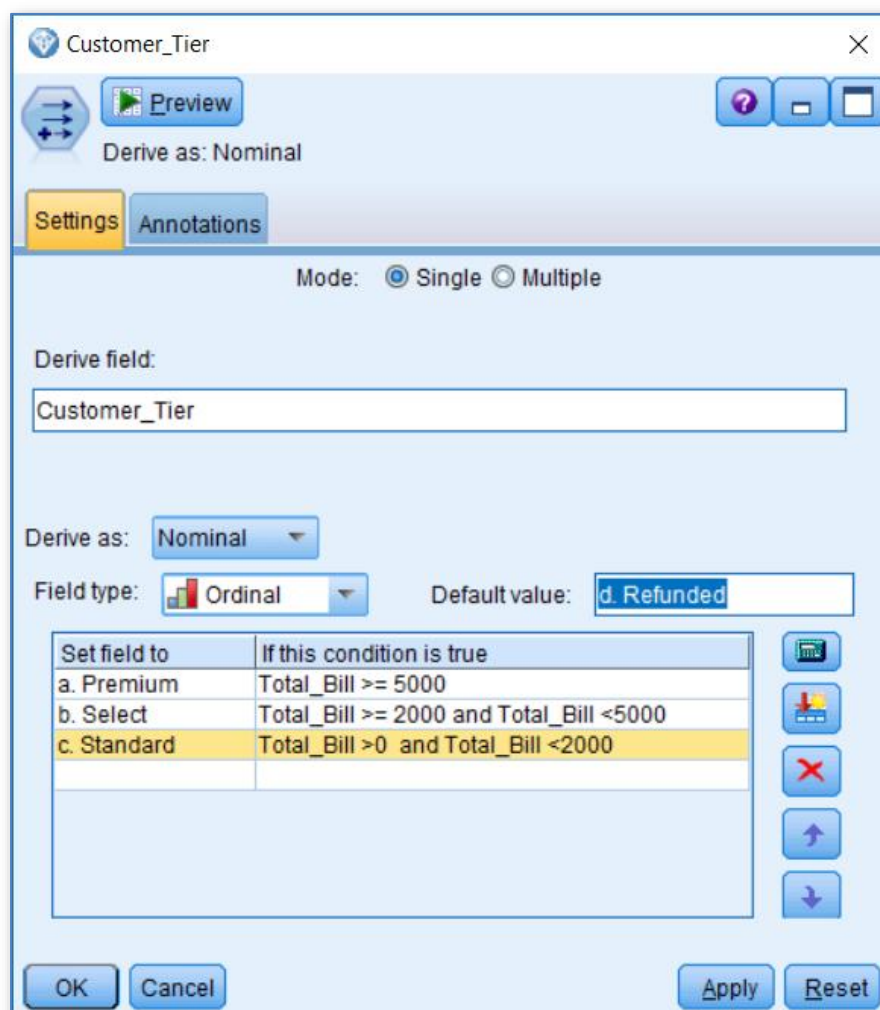 Customer_Tier
Preview
Derive as: Nominal
Settings Annotations
Mode: Single Multiple
Derive field:
Customer_Tier
Derive as: Nominal
Field type: Ordinal Default value: d. Refunded
Set field to If this condition is true
a. Premium Total_Bill >= 5000
b. Select Total_Bill >= 2000 and Total_Bill <5000
c. Standard Total_Bill >0  and Total_Bill <2000
OK Cancel Apply Reset